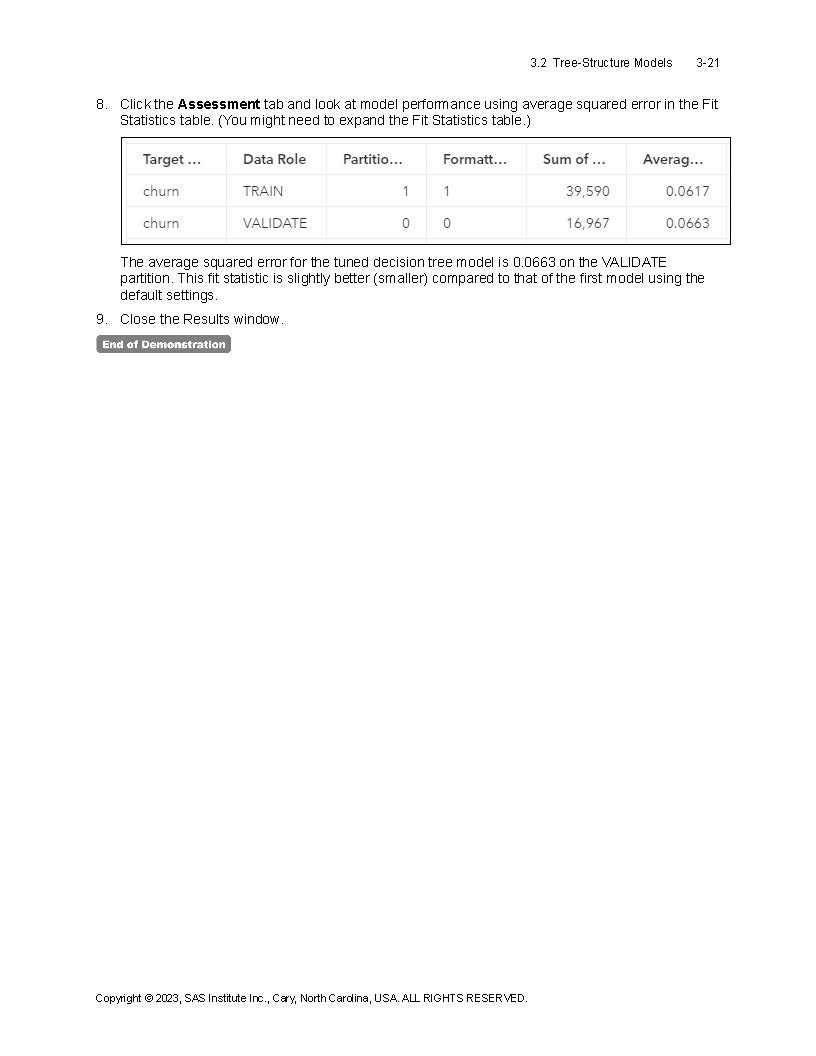 3.2 Tree-Structure Models 3-21
8. Click the Assessment tab and look at model performance using average squared error in the Fit
Statistics table. (You might need to expand the Fit Statistics table.)
Target ... Data Role Partitio... Formatt... Sum of ... Averag...
churn TRAIN 1 1 39,590 0.0617
churn VALIDATE 0 0 16,967 0.0663
The average squared error for the tuned decision tree model is 0.0663 on the VALIDATE
partition. This fit statistic is slightly better (smaller) compared to that of the first model using the
default settings.
9. Close the Results window.
End of Demonstration
Copyright © 2023, SAS Institute Inc., Cary, North Carolina, USA. ALL RIGHTS RESERVED.